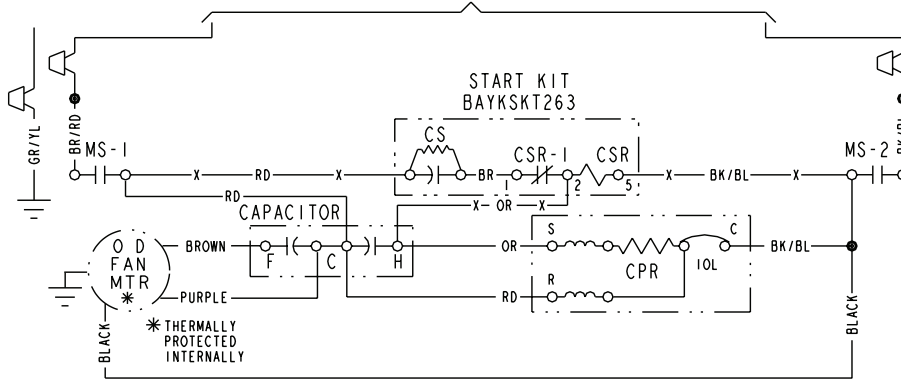 START KIT
BAYKSKT263
GR/YL
BR/RD
MS-1
X
RD
X
CS
BR
1
CSR-1
2
CSR
5
X
BK/BL
X
MS-2
RD
X
OR
X
CAPACITOR
O D
FAN
MTR
*
BROWN
F
C
H
OR
S
CPR
IOL
C
BK/BL
R
RD
PURPLE
* THERMALLY
PROTECTED
INTERNALLY
BLACK
BLACK